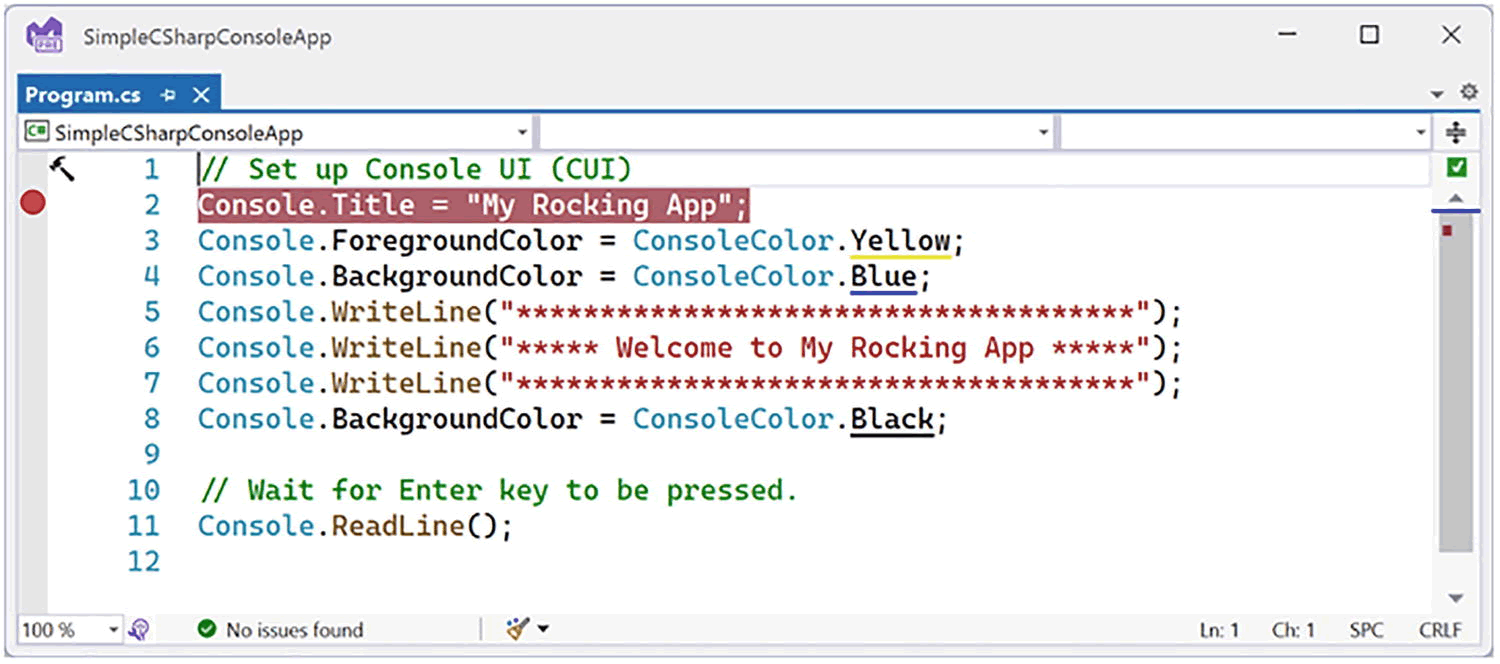 PRE
SimpleCSharpConsoleApp
Program.cs
C# SimpleCSharpConsoleApp
1 // Set up Console UI (CUI)
2 Console.Title = "My Rocking App";
3 Console.ForegroundColor = ConsoleColor.Yellow;
4 Console.BackgroundColor = ConsoleColor.Blue;
5 Console.WriteLine("*************************************");
6 Console.WriteLine("***** Welcome to My Rocking App *****");
7 Console.WriteLine("*************************************");
8 Console.BackgroundColor = ConsoleColor.Black;
9
10 // Wait for Enter key to be pressed.
11 Console.ReadLine();
12
100 % No issues found Ln: 1 Ch: 1 SPC CRLF